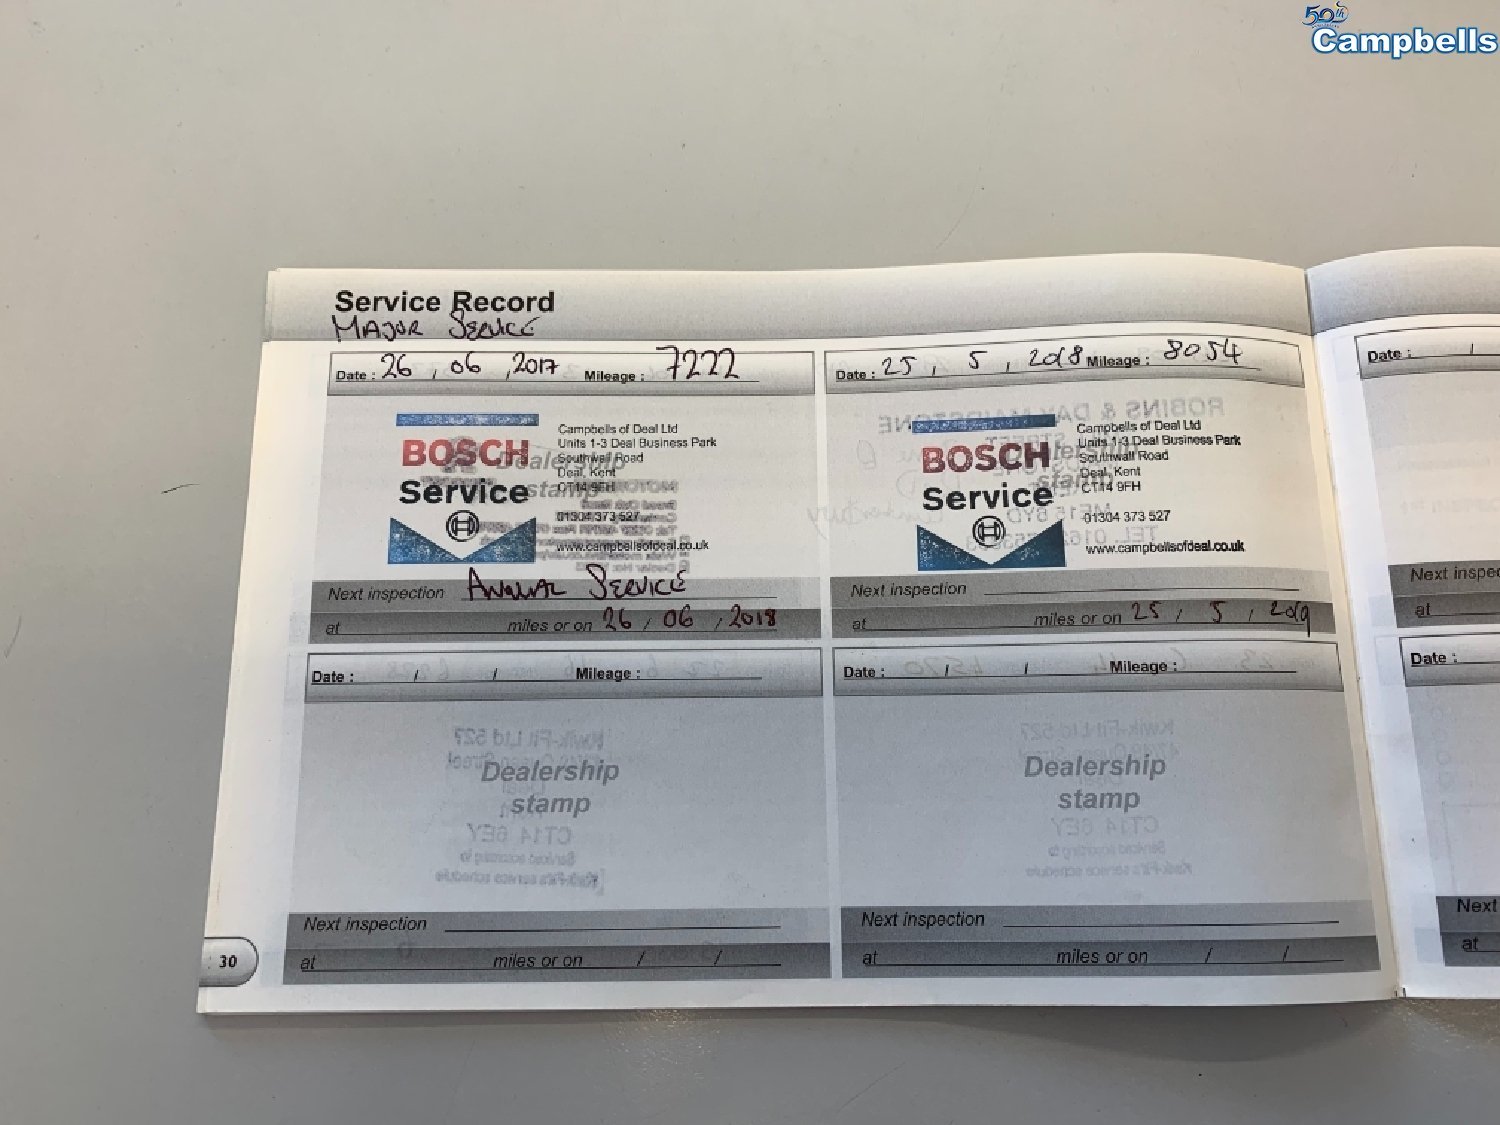 50th
Campbells
Service Record
MAJOR SERVICE
Date : 26 , 06 , 2017 Mileage : 7222
BOSCH
Service
Campbells of Deal Ltd
Units 1-3 Deal Business Park
Southwall Road
Deal, Kent
CT14 9FH
01304 373 527
www.campbellsofdeal.co.uk
Dealership
stamp
Next inspection ANNUAL SERVICE
at miles or on 26 / 06 / 2018
Date : 25 , 5 , 2018 Mileage : 8054
BOSCH
Service
Campbells of Deal Ltd
Units 1-3 Deal Business Park
Southwall Road
Deal, Kent
CT14 9FH
01304 373 527
www.campbellsofdeal.co.uk
stamp
Next inspection
at miles or on 25 / 5 / 2019
Date : / / Mileage :
Dealership
stamp
Next inspection
at miles or on / /
Date : / / Mileage :
Dealership
stamp
Next inspection
at miles or on / /
30
Date : /
Next inspec
at
Date :
Next
at